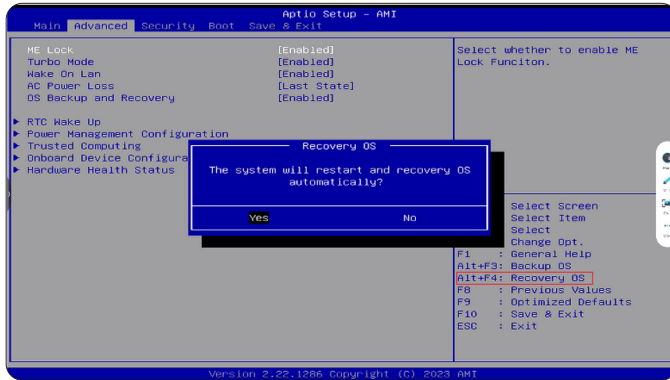 Aptio Setup - AMI
Main Advanced Security Boot Save & Exit
ME Lock [Enabled]
Turbo Mode [Enabled]
Wake On Lan [Enabled]
AC Power Loss [Last State]
OS Backup and Recovery [Enabled]
RTC Wake Up
Power Management Configuration
Trusted Computing
Onboard Device Configura
Hardware Health Status
Select whether to enable ME
Lock Funciton.
Recovery OS
The system will restart and recovery OS
automatically?
Yes No
Select Screen
Select Item
Select
Change Opt.
F1 : General Help
Alt+F3: Backup OS
Alt+F4: Recovery OS
F8 : Previous Values
F9 : Optimized Defaults
F10 : Save & Exit
ESC : Exit
Version 2.22.1286 Copyright (C) 2023 AMI